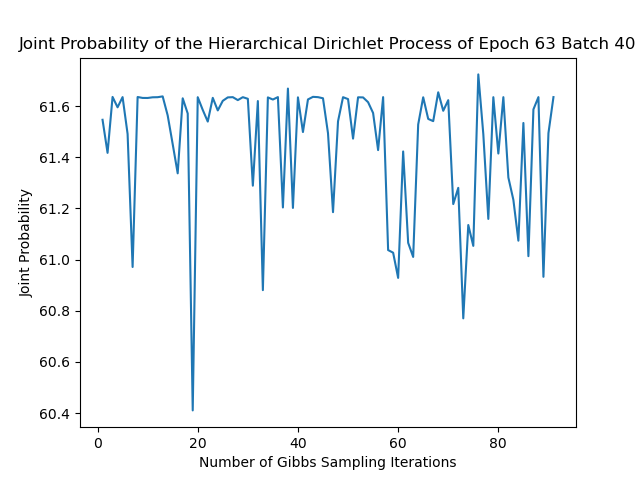 Joint Probability of the Hierarchical Dirichlet Process of Epoch 63 Batch 40
61.6
61.4
61.2
61.0
60.8
60.6
60.4
Joint Probability
0 20 40 60 80
Number of Gibbs Sampling Iterations